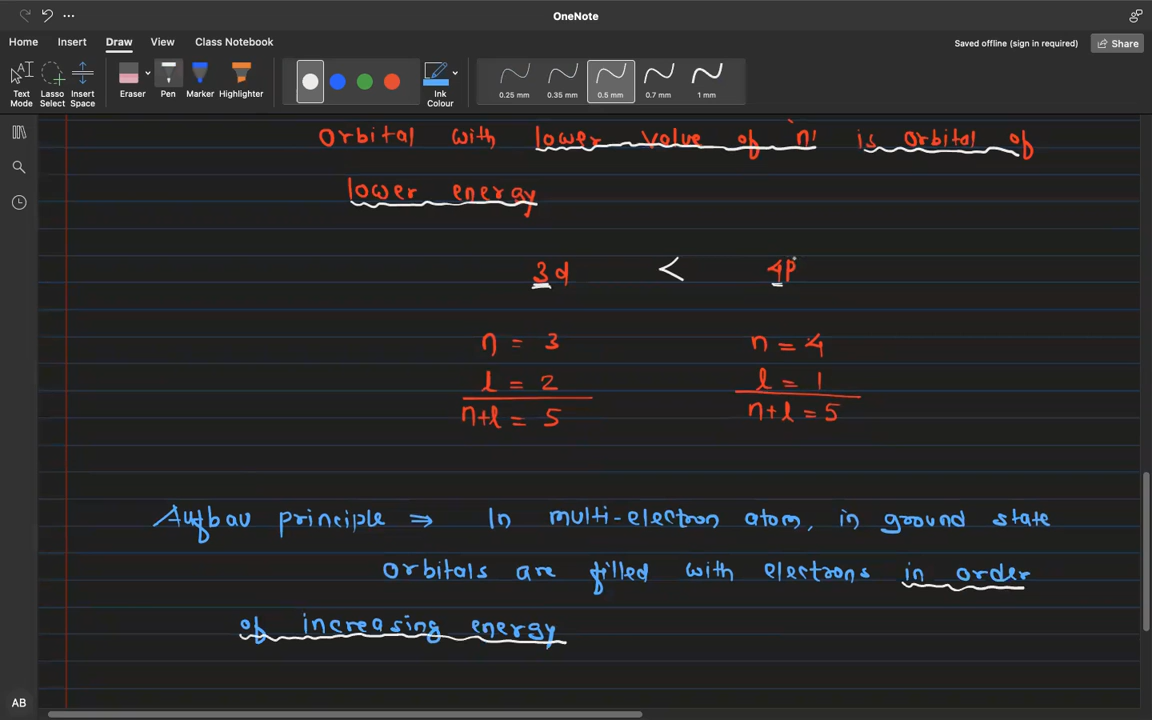 OneNote
Home Insert Draw View Class Notebook
Saved offline (sign in required) Share
Text Mode Lasso Select Insert Space Eraser Pen Marker Highlighter Ink Colour 0.25 mm 0.35 mm 0.5 mm 0.7 mm 1 mm
Orbital with lower value of 'n' is orbital of
lower energy
3d < 4p
n = 3 n = 4
l = 2 l = 1
n+l = 5 n+l = 5
Aufbau principle ⇒ In multi-electron atom, in ground state
orbitals are filled with electrons in order
of increasing energy
AB